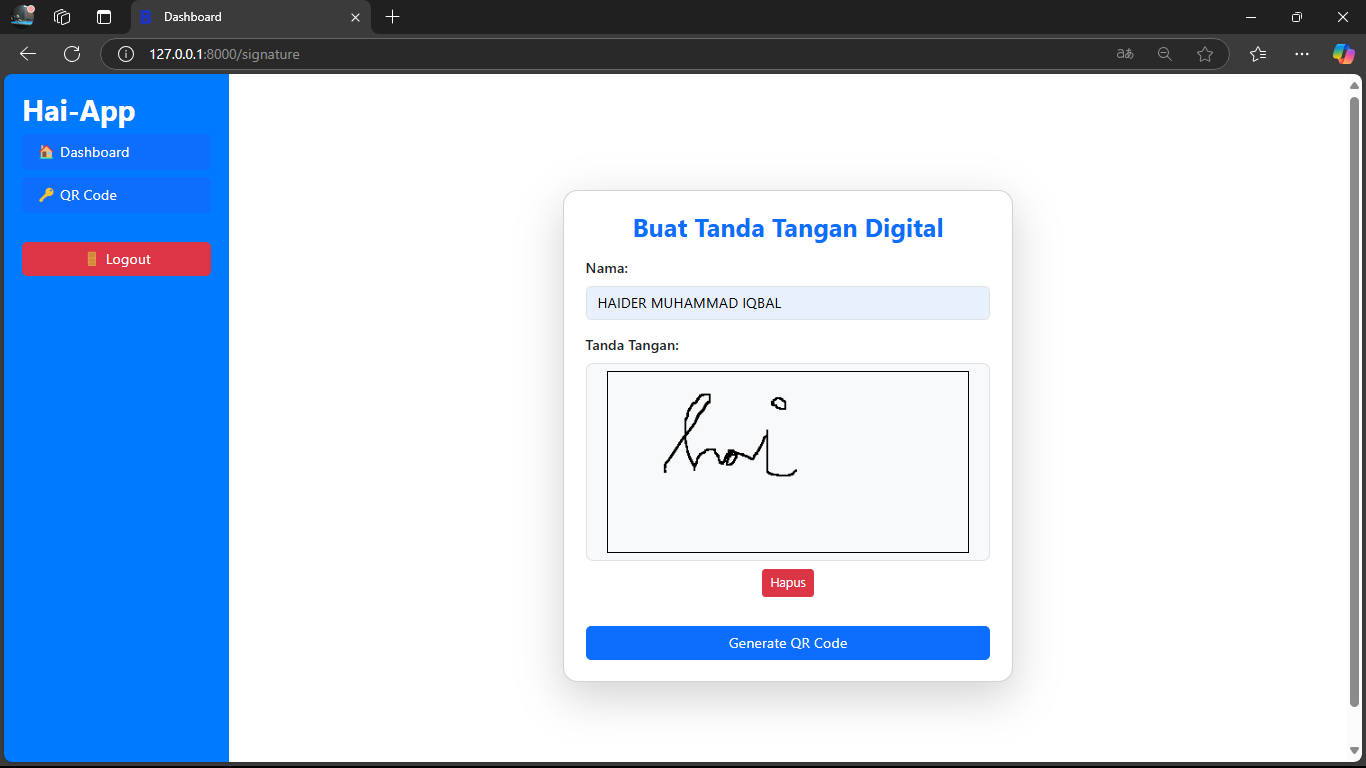 Dashboard
127.0.0.1:8000/signature
Hai-App
Dashboard
QR Code
Logout
Buat Tanda Tangan Digital
Nama:
HAIDER MUHAMMAD IQBAL
Tanda Tangan:
hai
Hapus
Generate QR Code